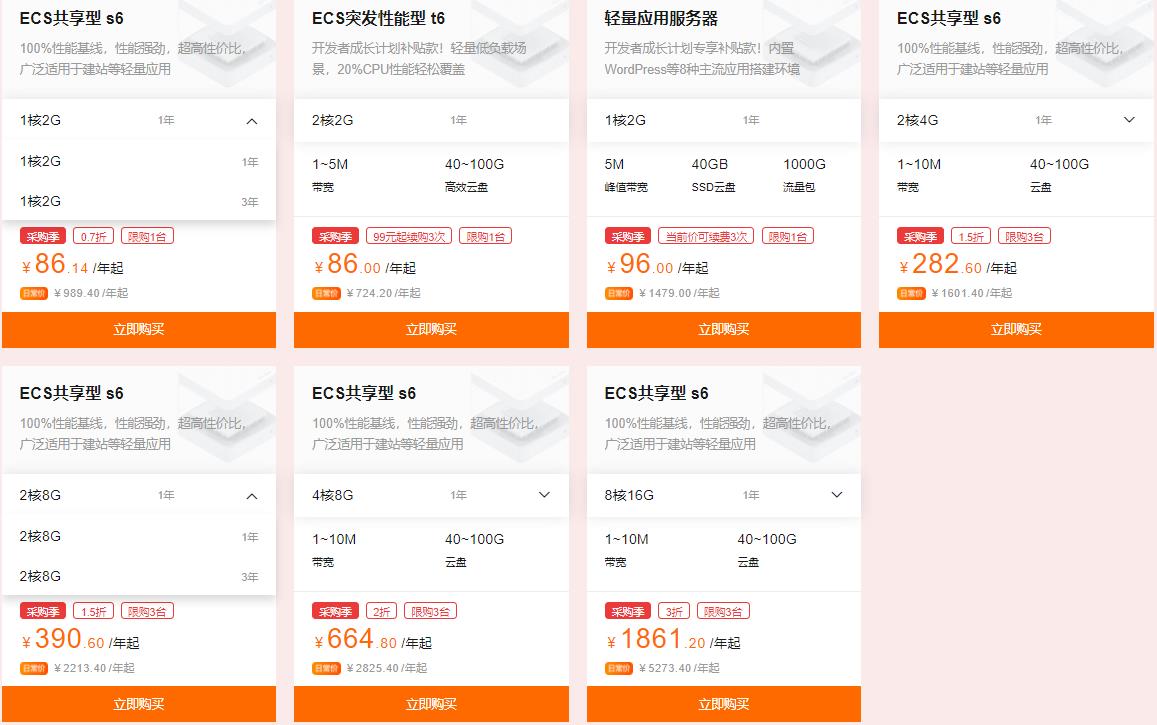 ECS共享型 s6
100%性能基线，性能强劲，超高性价比，
广泛适用于建站等轻量应用
1核2G 1年
1核2G 1年
1核2G 3年
采购季 0.7折 限购1台
¥86.14 /年起
日常价 ¥989.40/年起
立即购买
ECS突发性能型 t6
开发者成长计划补贴款！轻量低负载场
景，20%CPU性能轻松覆盖
2核2G 1年
1~5M 40~100G
带宽 高效云盘
采购季 99元起续购3次 限购1台
¥86.00 /年起
日常价 ¥724.20/年起
立即购买
轻量应用服务器
开发者成长计划专享补贴款！内置
WordPress等8种主流应用搭建环境
1核2G 1年
5M 40GB 1000G
峰值带宽 SSD云盘 流量包
采购季 当前价可续费3次 限购1台
¥96.00 /年起
日常价 ¥1479.00/年起
立即购买
ECS共享型 s6
100%性能基线，性能强劲，超高性价比，
广泛适用于建站等轻量应用
2核4G 1年
1~10M 40~100G
带宽 云盘
采购季 1.5折 限购3台
¥282.60 /年起
日常价 ¥1601.40/年起
立即购买
ECS共享型 s6
100%性能基线，性能强劲，超高性价比，
广泛适用于建站等轻量应用
2核8G 1年
2核8G 1年
2核8G 3年
采购季 1.5折 限购3台
¥390.60 /年起
日常价 ¥2213.40/年起
立即购买
ECS共享型 s6
100%性能基线，性能强劲，超高性价比，
广泛适用于建站等轻量应用
4核8G 1年
1~10M 40~100G
带宽 云盘
采购季 2折 限购3台
¥664.80 /年起
日常价 ¥2825.40/年起
立即购买
ECS共享型 s6
100%性能基线，性能强劲，超高性价比，
广泛适用于建站等轻量应用
8核16G 1年
1~10M 40~100G
带宽 云盘
采购季 3折 限购3台
¥1861.20 /年起
日常价 ¥5273.40/年起
立即购买